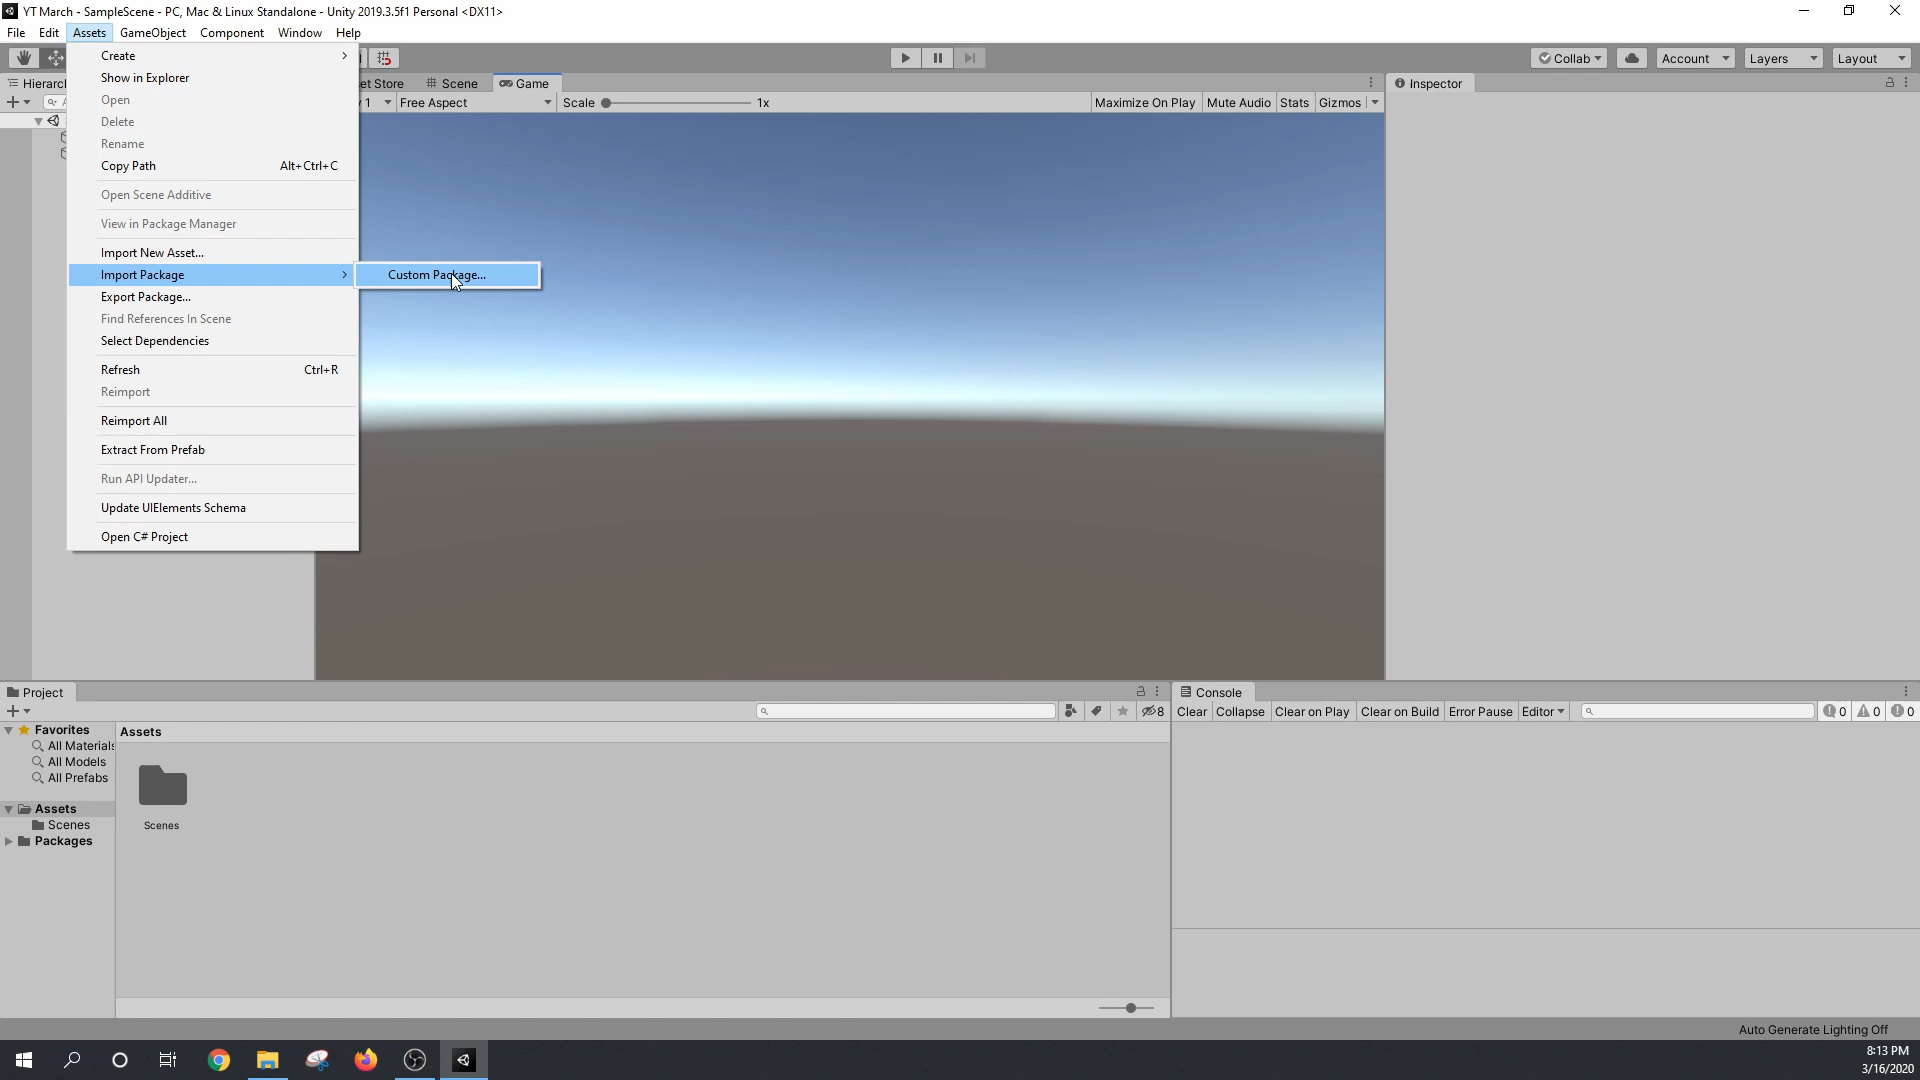 YT March - SampleScene - PC, Mac & Linux Standalone - Unity 2019.3.5f1 Personal <DX11>
File Edit Assets GameObject Component Window Help
Collab Account Layers Layout
Hierarch et Store Scene Game Inspector
1 Free Aspect Scale 1x Maximize On Play Mute Audio Stats Gizmos
Create
Show in Explorer
Open
Delete
Rename
Copy Path Alt+Ctrl+C
Open Scene Additive
View in Package Manager
Import New Asset...
Import Package Custom Package...
Export Package...
Find References In Scene
Select Dependencies
Refresh Ctrl+R
Reimport
Reimport All
Extract From Prefab
Run API Updater...
Update UIElements Schema
Open C# Project
Project
8
Favorites
All Materials
All Models
All Prefabs
Assets
Scenes
Packages
Assets
Scenes
Console
Clear Collapse Clear on Play Clear on Build Error Pause Editor 0 0 0
Auto Generate Lighting Off
8:13 PM
3/16/2020